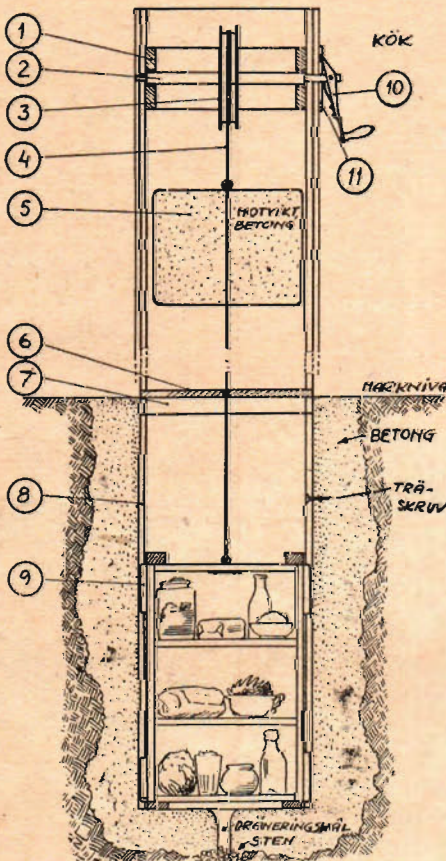 1
KÖK
2
3
10
4
11
5
MOTVIKT
BETONG
6
7
MARKNIVÅ
BETONG
8
TRÄ-
SKRUV
9
DRÄNERINGSHÅL
STEN